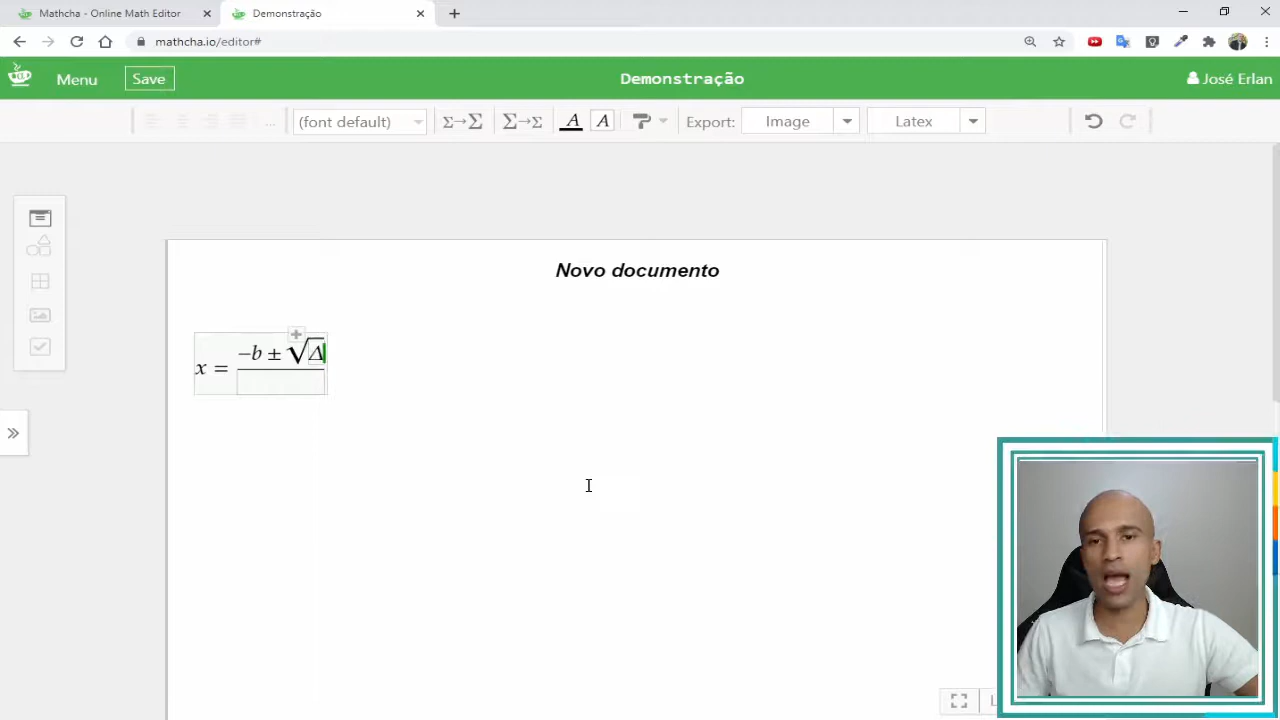 Mathcha - Online Math Editor
Demonstração
mathcha.io/editor#
Menu
Save
Demonstração
José Erlan
...
(font default)
Σ→Σ
Σ→Σ
A
A
Export:
Image
Latex
Novo documento
x = −b ± √Δ